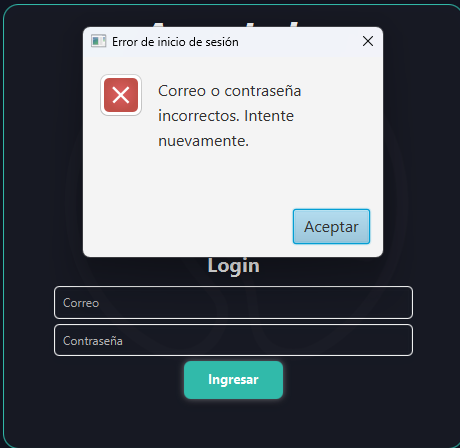 Error de inicio de sesión
Correo o contraseña
incorrectos. Intente
nuevamente.
Aceptar
Login
Correo
Contraseña
Ingresar